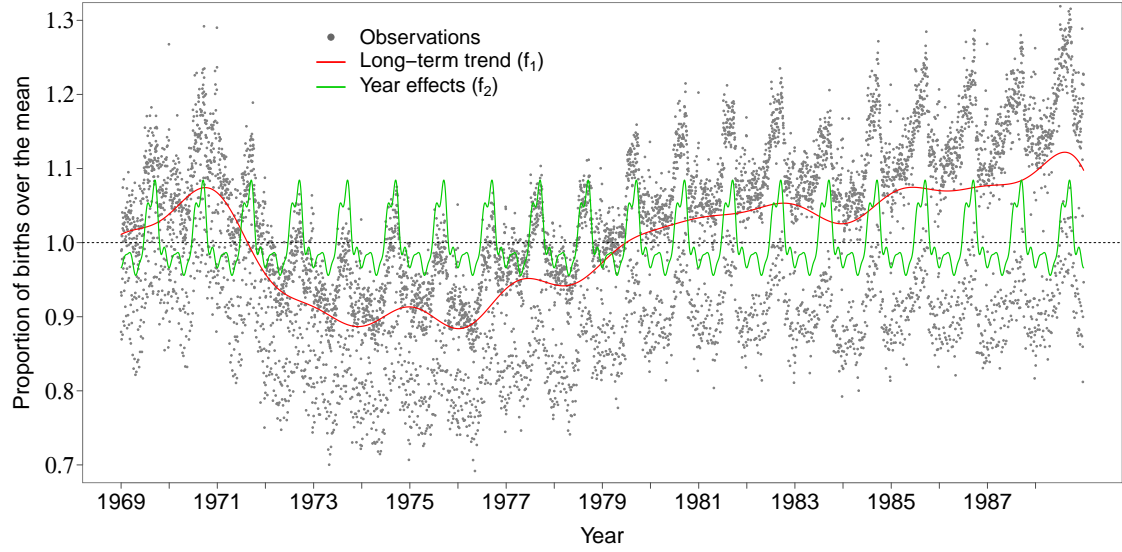 Observations
Long−term trend (f₁)
Year effects (f₂)
Proportion of births over the mean
1.3
1.2
1.1
1.0
0.9
0.8
0.7
1969 1971 1973 1975 1977 1979 1981 1983 1985 1987
Year